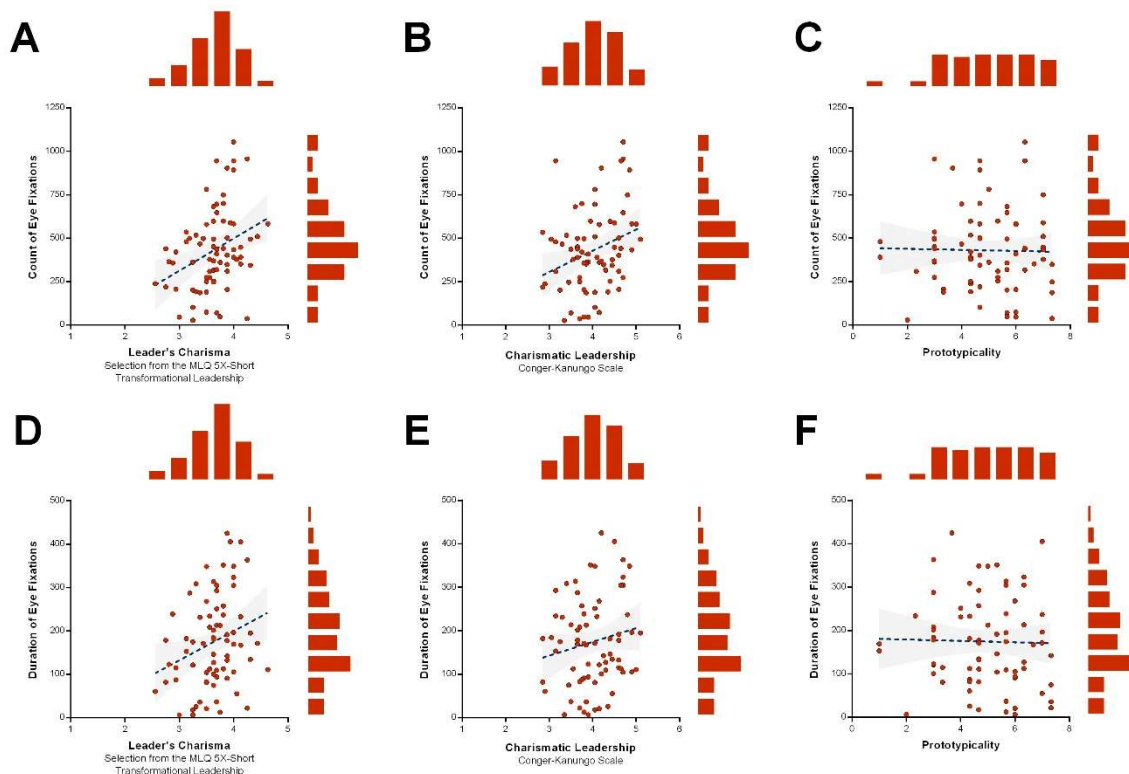 A
B
C
1250
1000
750
500
250
0
Count of Eye Fixations
1 2 3 4 5
Leader's Charisma
Selection from the MLQ 5X-Short
Transformational Leadership
1250
1000
750
500
250
0
Count of Eye Fixations
1 2 3 4 5 6
Charismatic Leadership
Conger-Kanungo Scale
1250
1000
750
500
250
0
Count of Eye Fixations
0 2 4 6 8
Prototypicality
D
E
F
500
400
300
200
100
0
Duration of Eye Fixations
1 2 3 4 5
Leader's Charisma
Selection from the MLQ 5X-Short
Transformational Leadership
500
400
300
200
100
0
Duration of Eye Fixations
1 2 3 4 5 6
Charismatic Leadership
Conger-Kanungo Scale
500
400
300
200
100
0
Duration of Eye Fixations
0 2 4 6 8
Prototypicality